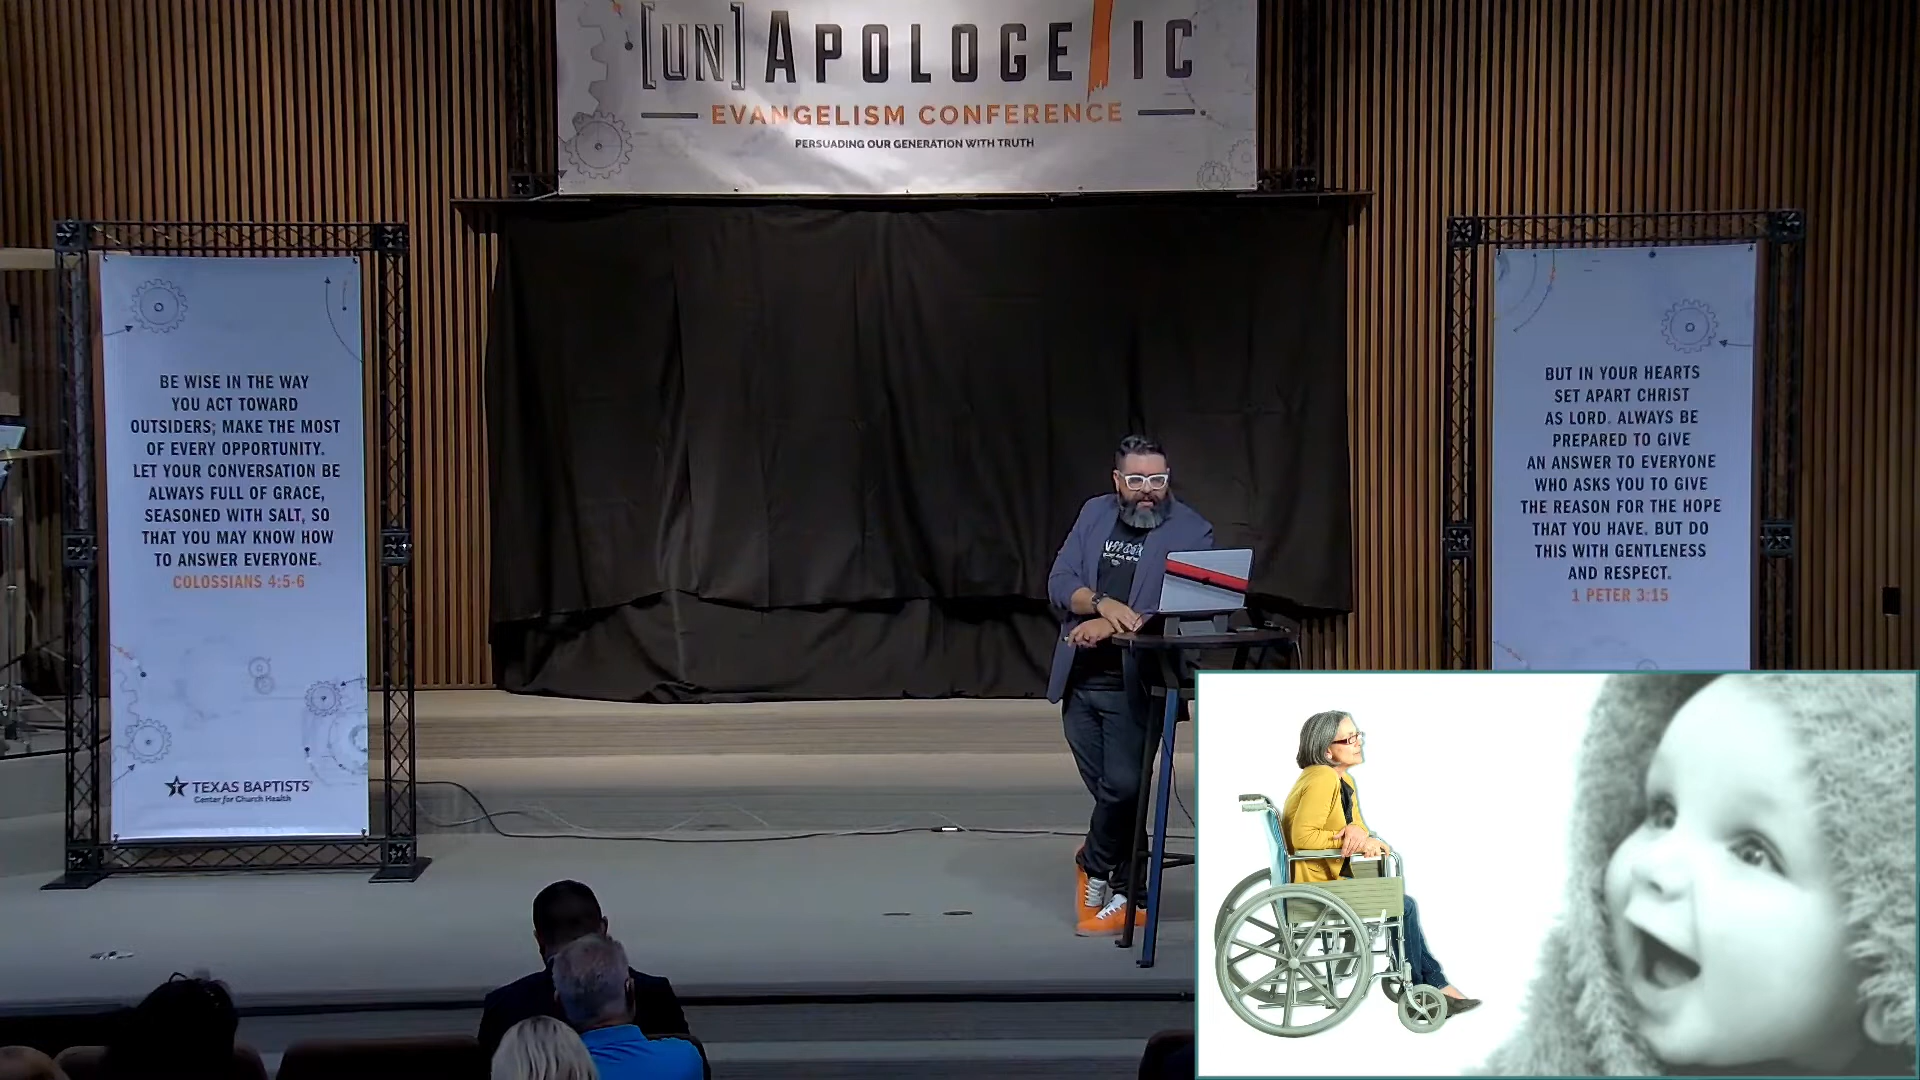 [UN]APOLOGETIC
EVANGELISM CONFERENCE
PERSUADING OUR GENERATION WITH TRUTH
BE WISE IN THE WAY
YOU ACT TOWARD
OUTSIDERS; MAKE THE MOST
OF EVERY OPPORTUNITY.
LET YOUR CONVERSATION BE
ALWAYS FULL OF GRACE,
SEASONED WITH SALT, SO
THAT YOU MAY KNOW HOW
TO ANSWER EVERYONE.
COLOSSIANS 4:5-6
TEXAS BAPTISTS
Center for Church Health
BUT IN YOUR HEARTS
SET APART CHRIST
AS LORD. ALWAYS BE
PREPARED TO GIVE
AN ANSWER TO EVERYONE
WHO ASKS YOU TO GIVE
THE REASON FOR THE HOPE
THAT YOU HAVE. BUT DO
THIS WITH GENTLENESS
AND RESPECT.
1 PETER 3:15